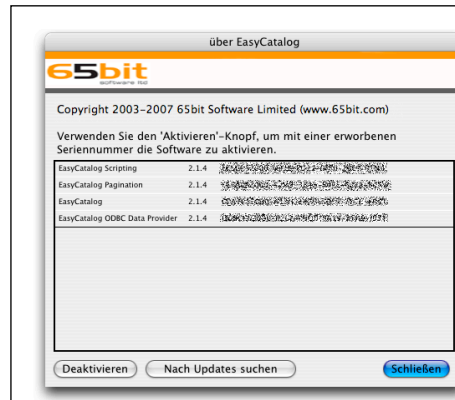 über EasyCatalog
65bit
software ltd
Copyright 2003-2007 65bit Software Limited (www.65bit.com)
Verwenden Sie den 'Aktivieren'-Knopf, um mit einer erworbenen
Seriennummer die Software zu aktivieren.
EasyCatalog Scripting 2.1.4
EasyCatalog Pagination 2.1.4
EasyCatalog 2.1.4
EasyCatalog ODBC Data Provider 2.1.4
Deaktivieren Nach Updates suchen Schließen